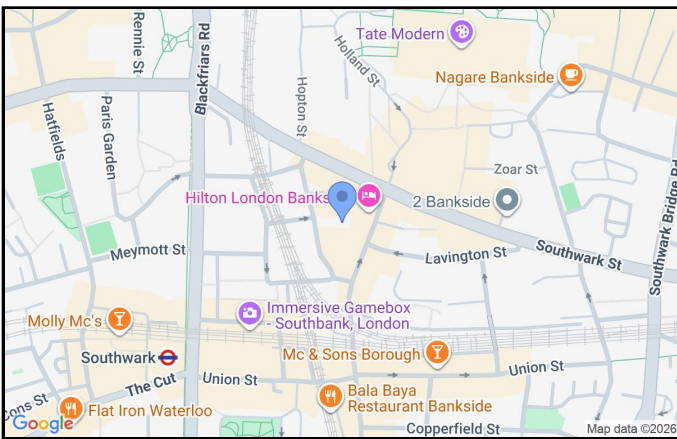 Rennie St
Blackfriars Rd
Tate Modern
Holland St
Nagare Bankside
Hopton St
Hatfields
Paris Garden
Zoar St
Hilton London Banks
2 Bankside
Southwark Bridge Rd
Meymott St
Lavington St
Southwark St
Immersive Gamebox
- Southbank, London
Molly Mc's
Mc & Sons Borough
Southwark
Union St
Union St
The Cut
Bala Baya
Restaurant Bankside
Cons St
Flat Iron Waterloo
Copperfield St
Google
Map data ©2026